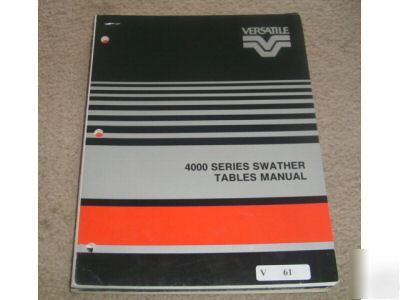 VERSATILE
4000 SERIES SWATHER
TABLES MANUAL
V 61